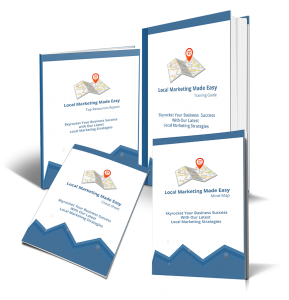 Local Marketing Made Easy
Top Resources Report
Skyrocket Your Business Success
With Our Latest
Local Marketing Strategies
Local Marketing Made Easy
Training Guide
Skyrocket Your Business Success
With Our Latest
Local Marketing Strategies
Local Marketing Made Easy
Cheat Sheet
Skyrocket Your Business Success
With Our Latest
Local Marketing Strategies
Local Marketing Made Easy
Mind Map
Skyrocket Your Business Success
With Our Latest
Local Marketing Strategies